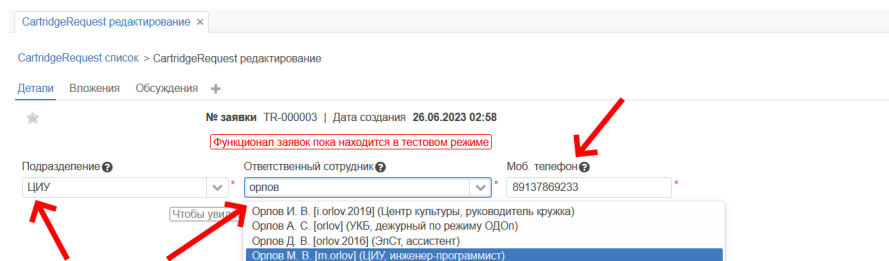 CartridgeRequest редактирование ×
CartridgeRequest список > CartridgeRequest редактирование
Детали Вложения Обсуждения +
№ заявки TR-000003 | Дата создания 26.06.2023 02:58
Функционал заявок пока находится в тестовом режиме
Подразделение ? Ответственный сотрудник ? Моб. телефон ?
ЦИУ * орлов * 89137869233 *
Чтобы
Орлов И. В. [i.orlov.2019] (Центр культуры, руководитель кружка)
Орлов А. С. [orlov] (УКБ, дежурный по режиму ОДОп)
Орлов Д. В. [orlov.2016] (ЭлСт, ассистент)
Орлов М. В. [m.orlov] (ЦИУ, инженер-программист)